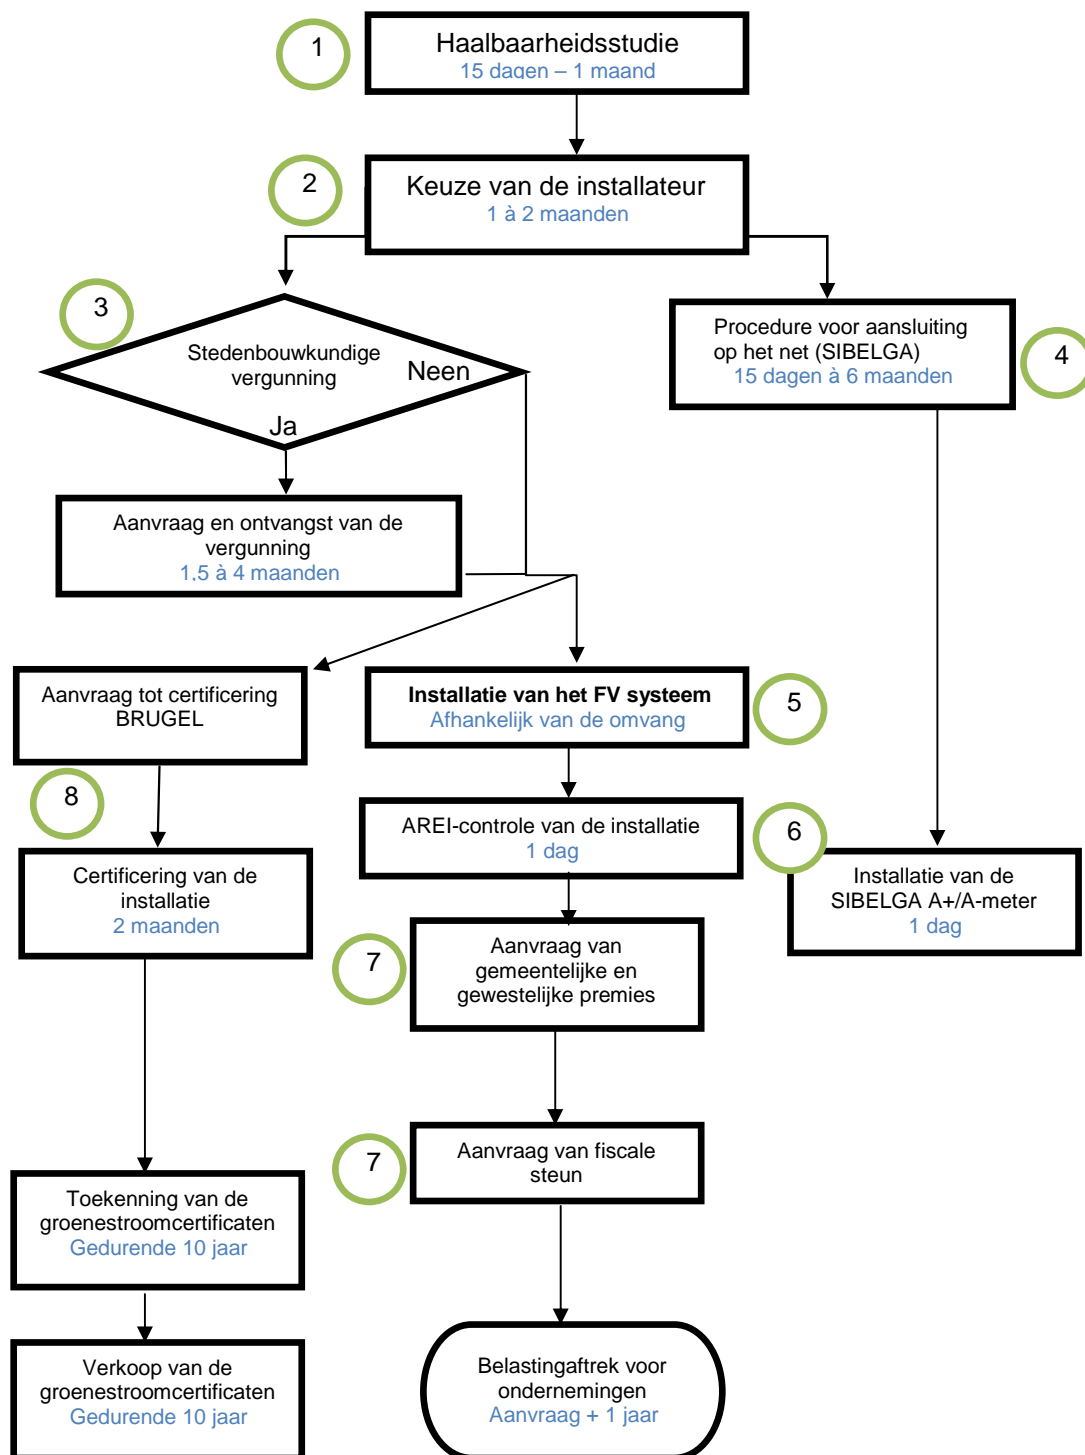 1
Haalbaarheidsstudie
15 dagen – 1 maand
2
Keuze van de installateur
1 à 2 maanden
3
Stedenbouwkundige
vergunning
Neen
Ja
Procedure voor aansluiting
op het net (SIBELGA)
15 dagen à 6 maanden
4
Aanvraag en ontvangst van de
vergunning
1,5 à 4 maanden
Aanvraag tot certificering
BRUGEL
Installatie van het FV systeem
Afhankelijk van de omvang
5
8
AREI-controle van de installatie
1 dag
6
Certificering van de
installatie
2 maanden
Installatie van de
SIBELGA A+/A-meter
1 dag
7
Aanvraag van
gemeentelijke en
gewestelijke premies
7
Aanvraag van fiscale
steun
Toekenning van de
groenestroomcertificaten
Gedurende 10 jaar
Verkoop van de
groenestroomcertificaten
Gedurende 10 jaar
Belastingaftrek voor
ondernemingen
Aanvraag + 1 jaar